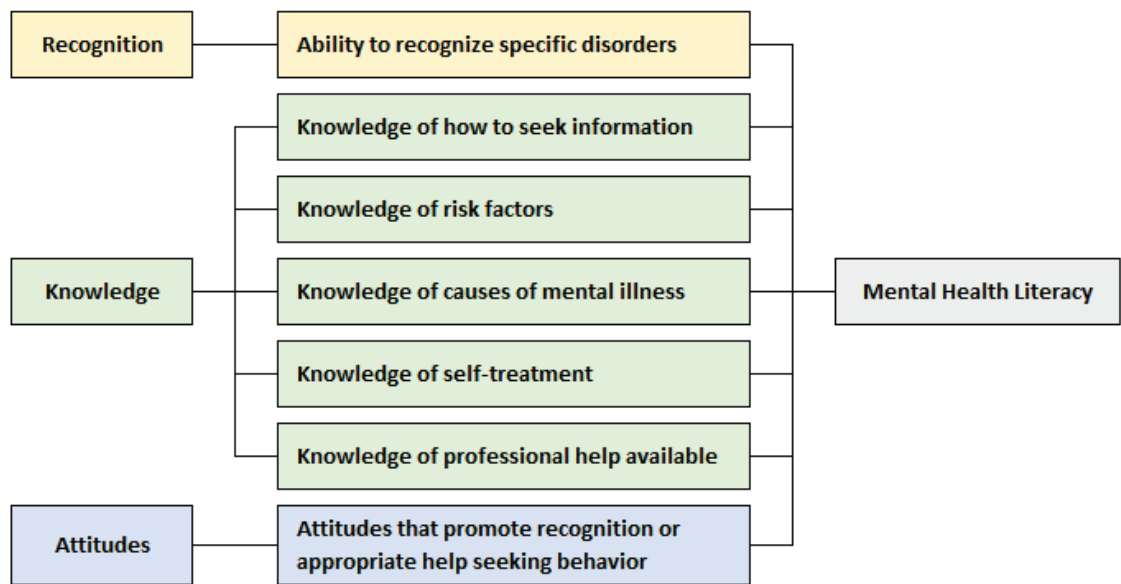 Recognition
Ability to recognize specific disorders
Knowledge of how to seek information
Knowledge of risk factors
Knowledge
Knowledge of causes of mental illness
Mental Health Literacy
Knowledge of self-treatment
Knowledge of professional help available
Attitudes
Attitudes that promote recognition or
appropriate help seeking behavior